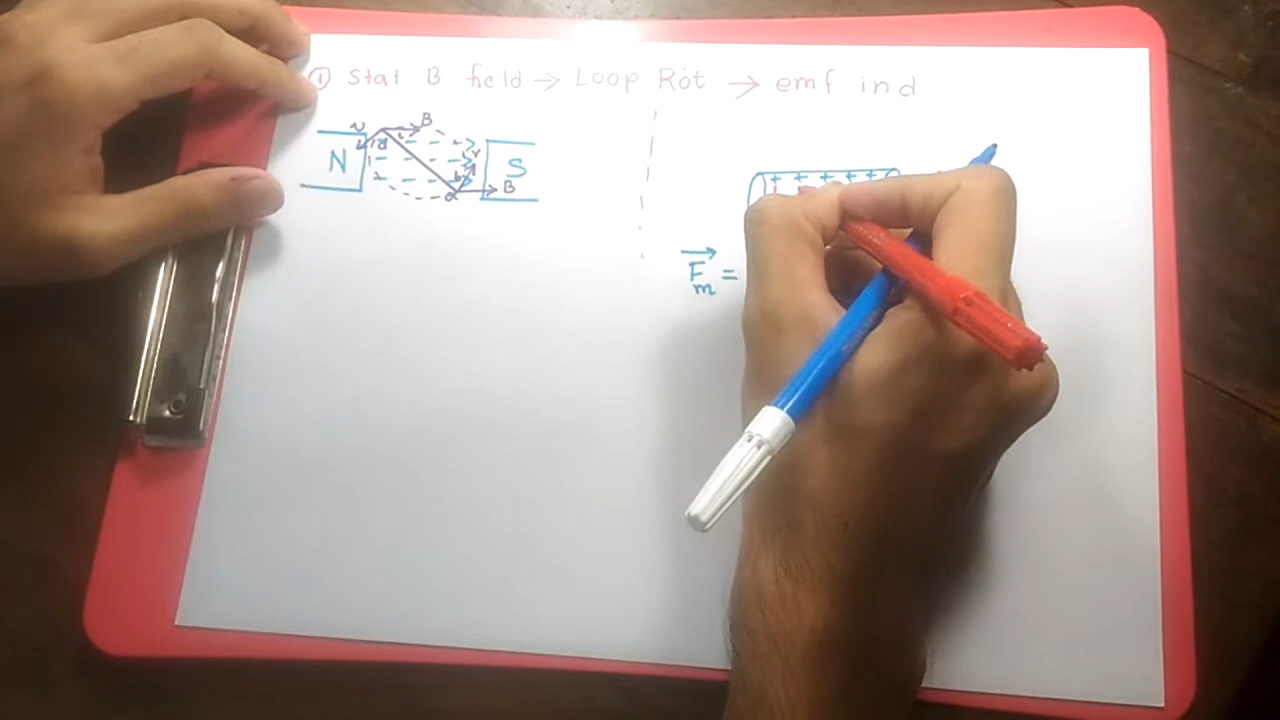 ① Stat B field → Loop Rot → emf ind
N S
B
B
+ + + + +
F⃗m =